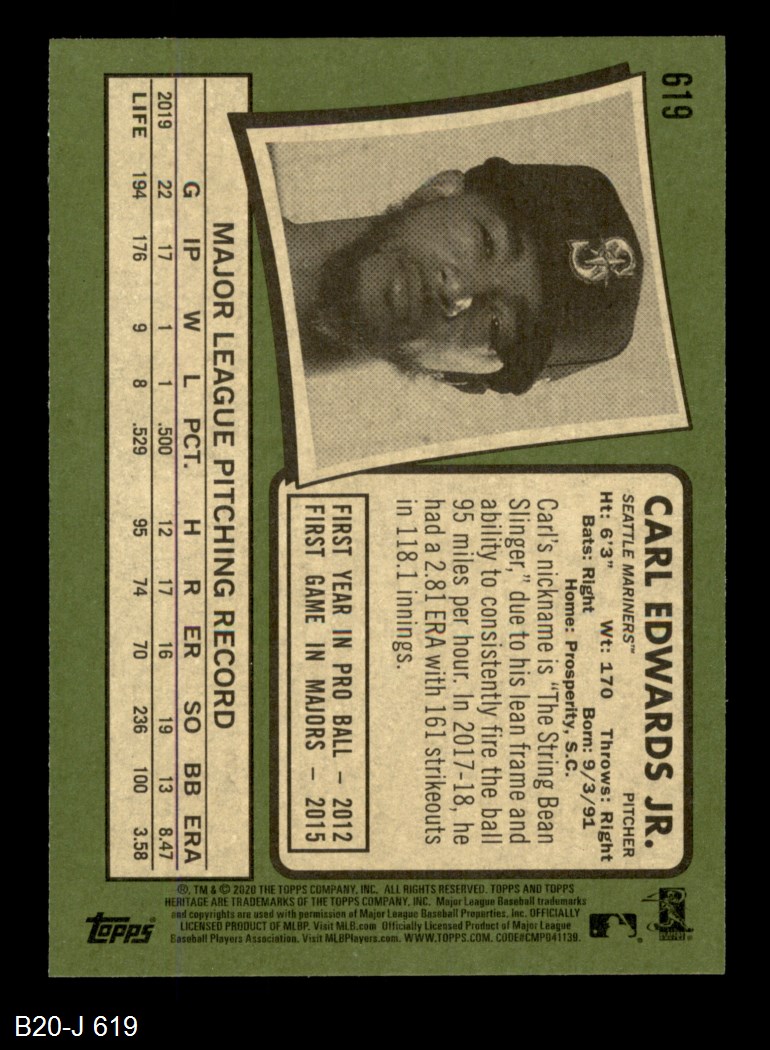 619
CARL EDWARDS JR.
SEATTLE MARINERS™ PITCHER
Ht: 6'3" Wt: 170 Throws: Right
Bats: Right Born: 9/3/91
Home: Prosperity, S.C.
Carl's nickname is "The String Bean
Slinger," due to his lean frame and
ability to consistently fire the ball
95 miles per hour. In 2017-18, he
had a 2.81 ERA with 161 strikeouts
in 118.1 innings.
FIRST YEAR IN PRO BALL – 2012
FIRST GAME IN MAJORS – 2015
MAJOR LEAGUE PITCHING RECORD
G IP W L PCT. H R ER SO BB ERA
2019 22 17 1 1 .500 12 17 16 19 13 8.47
LIFE 194 176 9 8 .529 95 74 70 236 100 3.58
®, TM & © 2020 THE TOPPS COMPANY, INC. ALL RIGHTS RESERVED. TOPPS AND TOPPS
HERITAGE ARE TRADEMARKS OF THE TOPPS COMPANY, INC. Major League Baseball trademarks
and copyrights are used with permission of Major League Baseball Properties, Inc. OFFICIALLY
LICENSED PRODUCT OF MLBP. Visit MLB.com Officially Licensed Product of Major League
Baseball Players Association. Visit MLBPlayers.com. WWW.TOPPS.COM. CODE#CMP041139.
TOPPS
B20-J 619